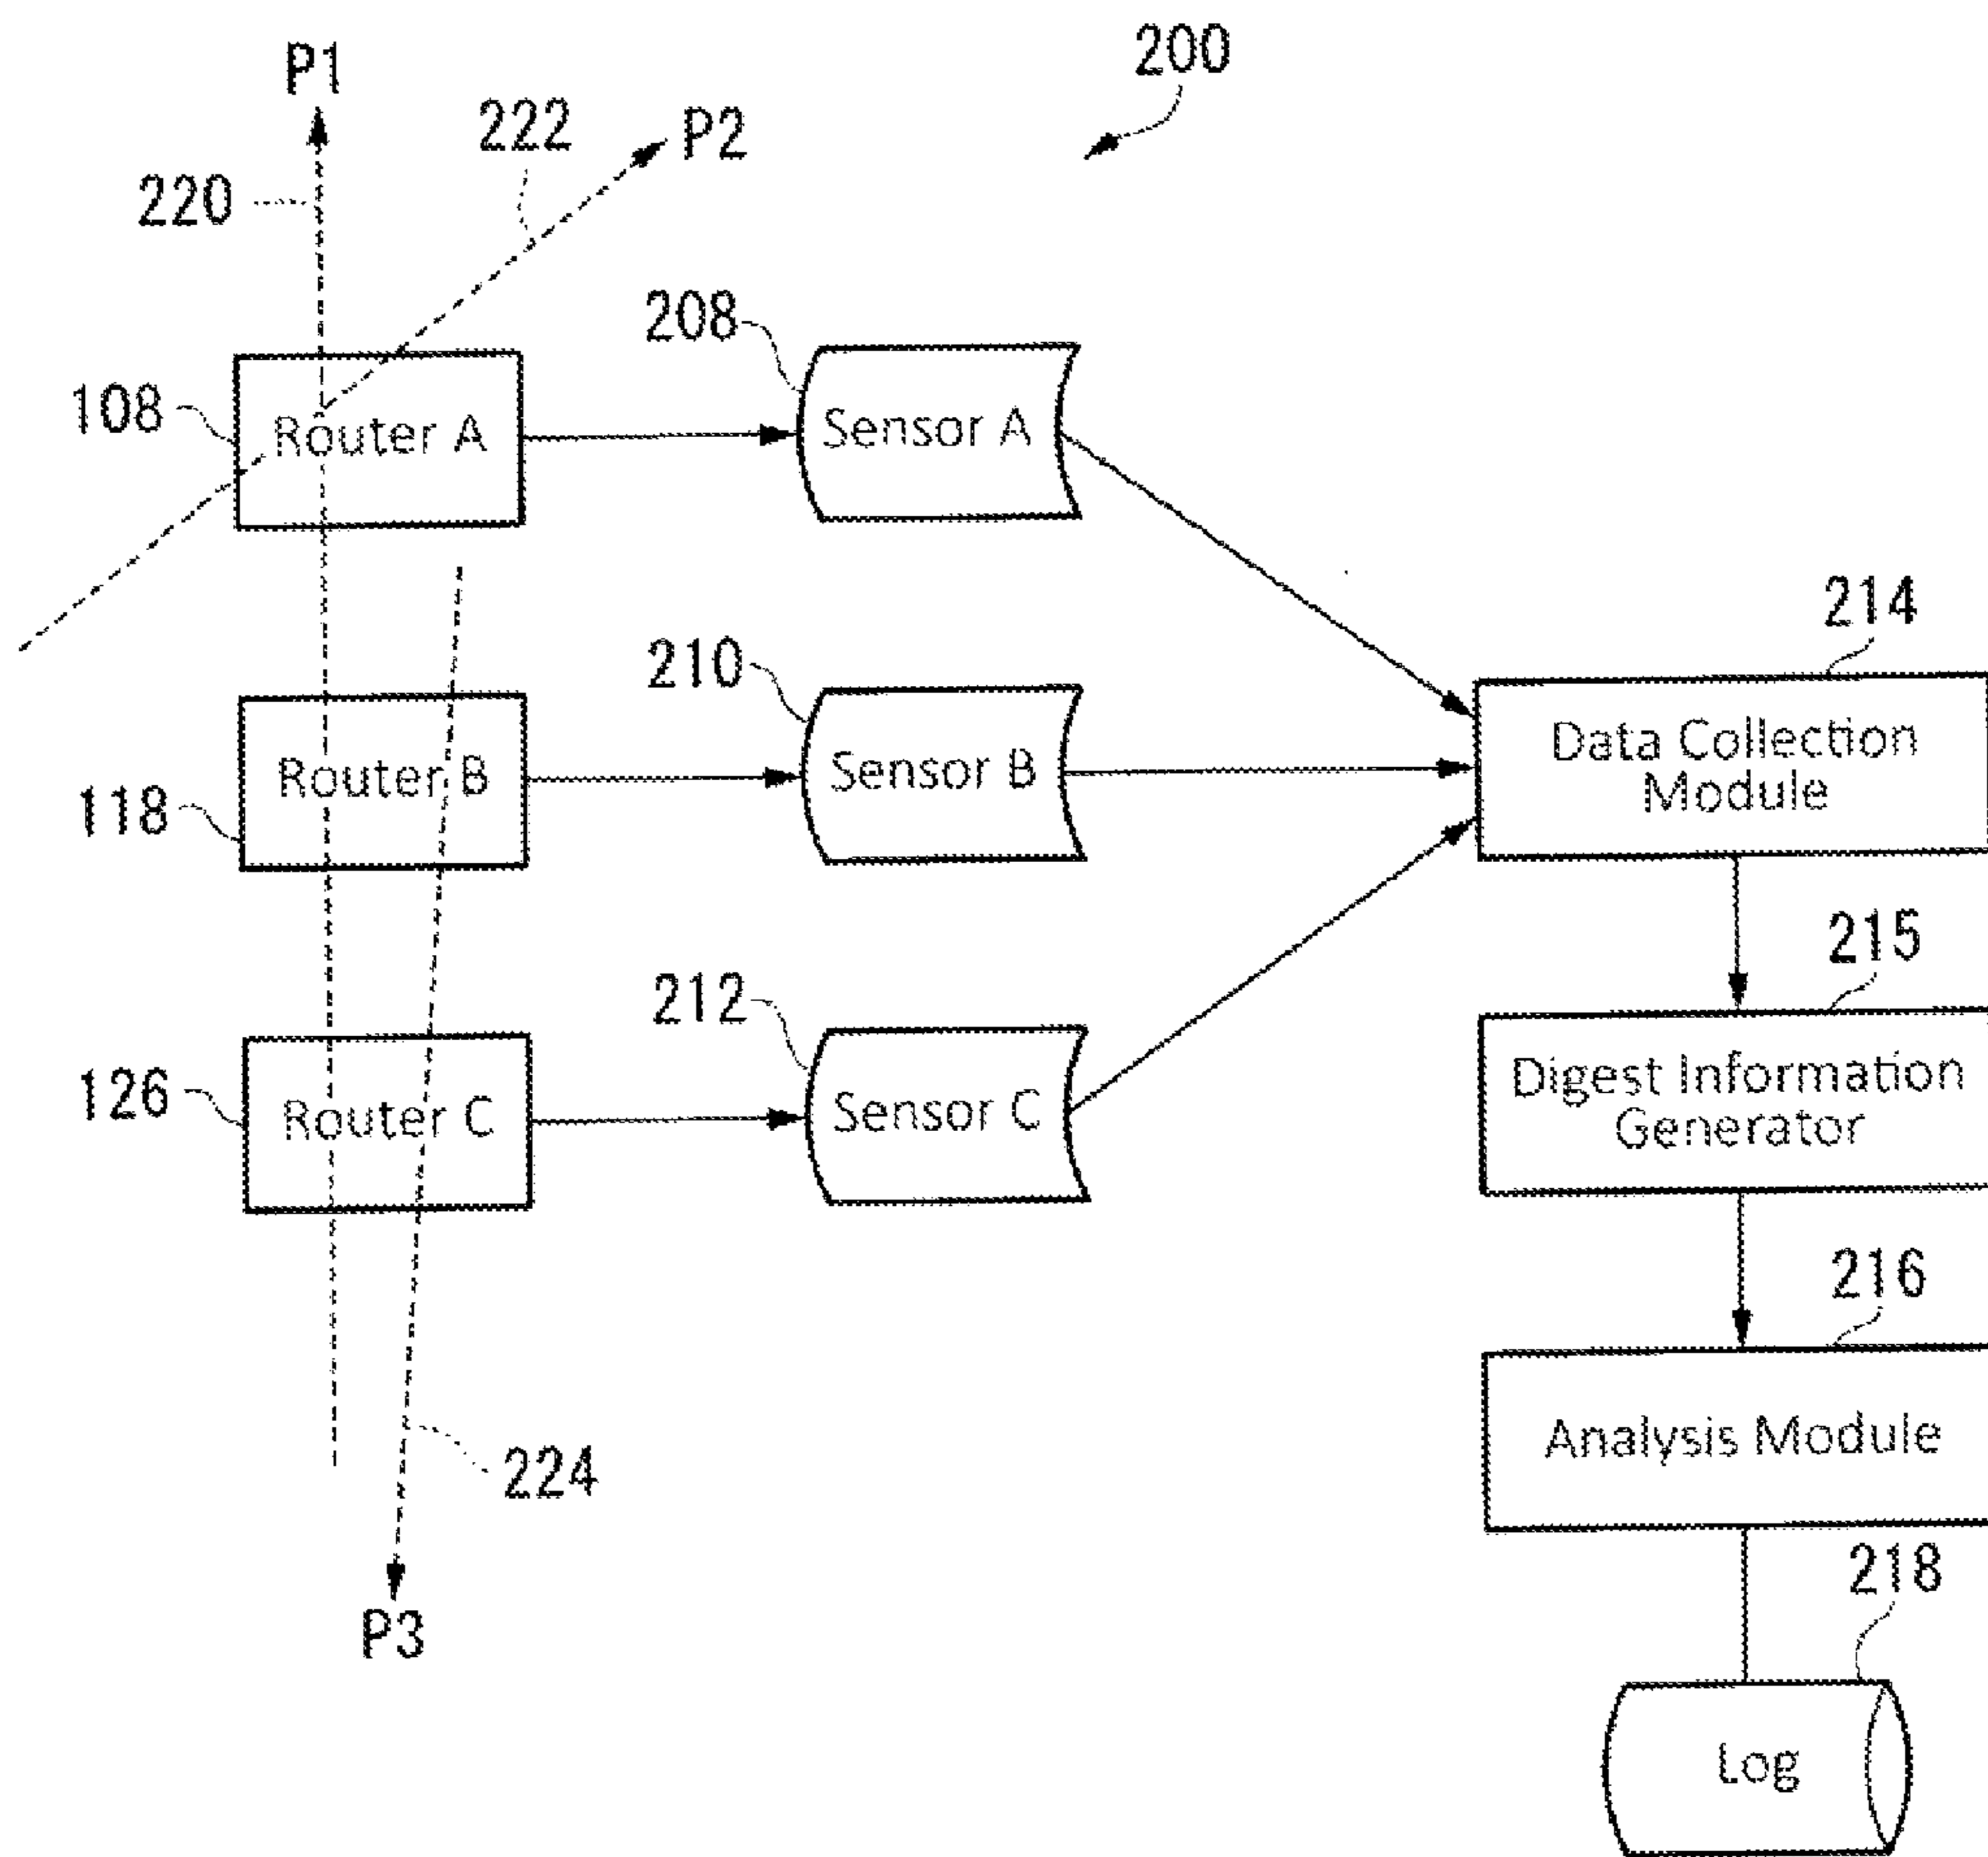 200
P1
P2
222
220
208
108
Router A
Sensor A
214
210
Data Collection
Module
Router B
Sensor B
118
215
212
Digest Information
Generator
126
Router C
Sensor C
216
Analysis Module
224
218
P3
Log